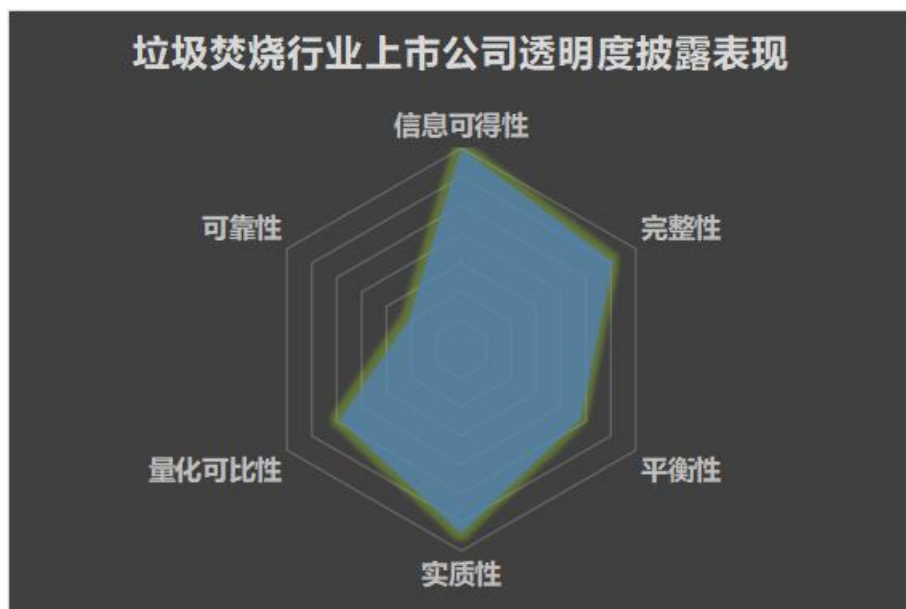 垃圾焚烧行业上市公司透明度披露表现
信息可得性
可靠性
完整性
量化可比性
平衡性
实质性